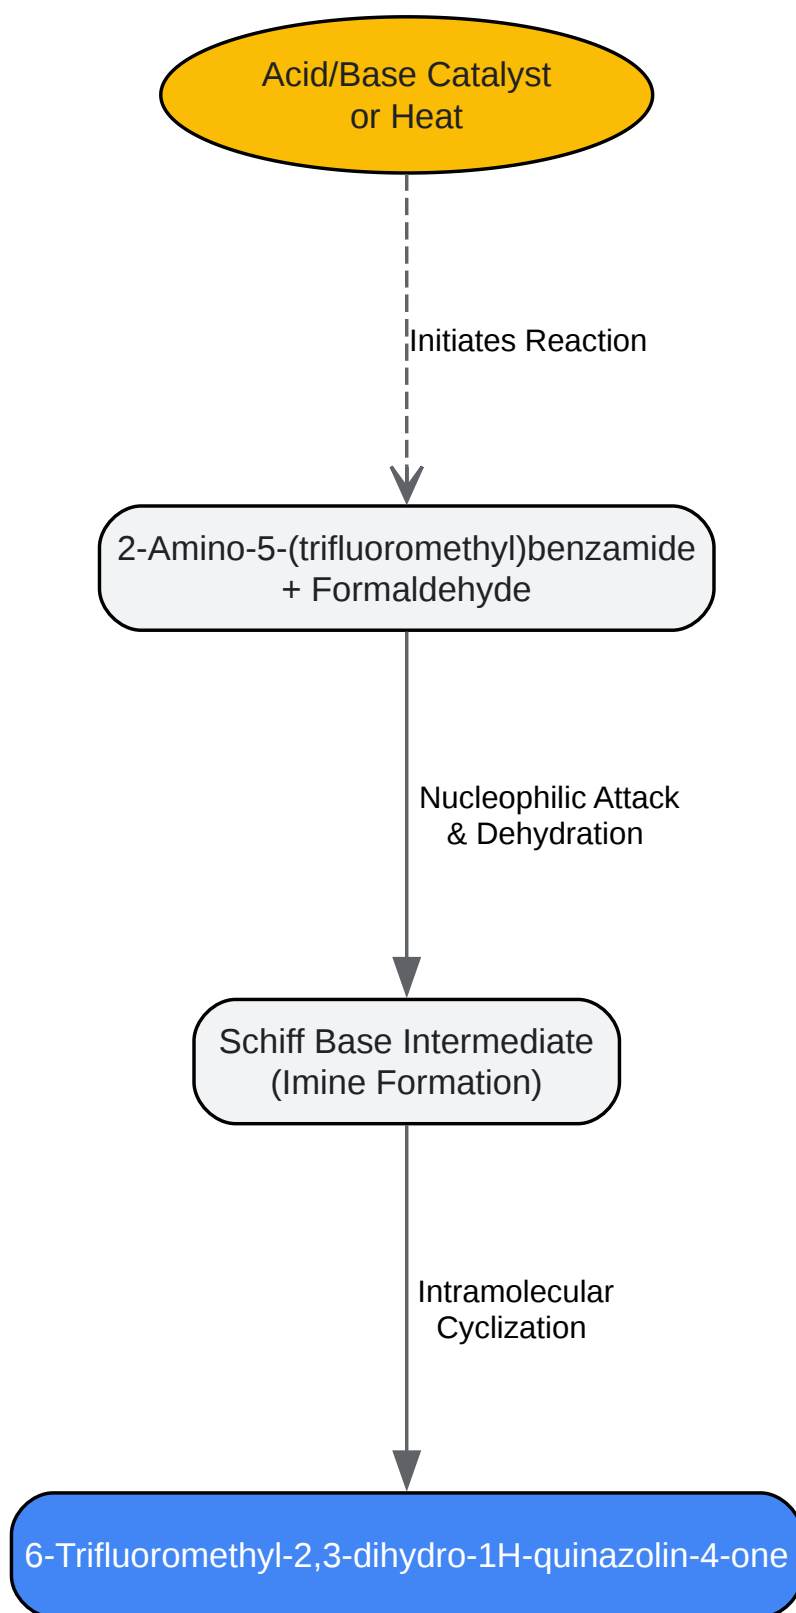 Acid/Base Catalyst
or Heat
Initiates Reaction
2-Amino-5-(trifluoromethyl)benzamide
+ Formaldehyde
Nucleophilic Attack
& Dehydration
Schiff Base Intermediate
(Imine Formation)
Intramolecular
Cyclization
6-Trifluoromethyl-2,3-dihydro-1H-quinazolin-4-one